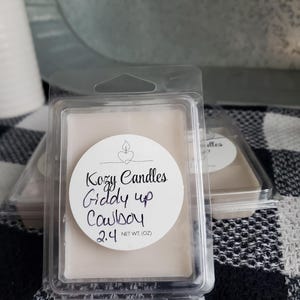 Kozy Candles
Giddy up
Cowboy
2.4 NET WT. (OZ)